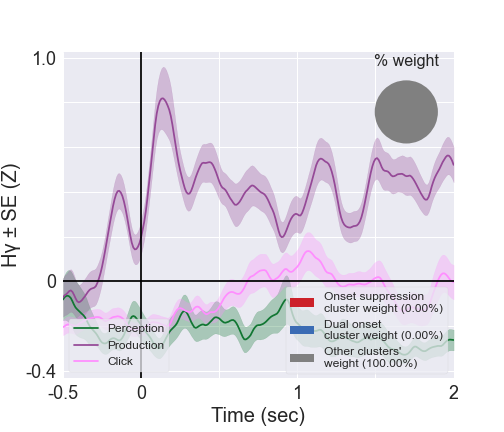 % weight
1.0
0
-0.4
Hγ ± SE (Z)
Perception
Production
Click
Onset suppression
cluster weight (0.00%)
Dual onset
cluster weight (0.00%)
Other clusters'
weight (100.00%)
-0.5
0
1
2
Time (sec)